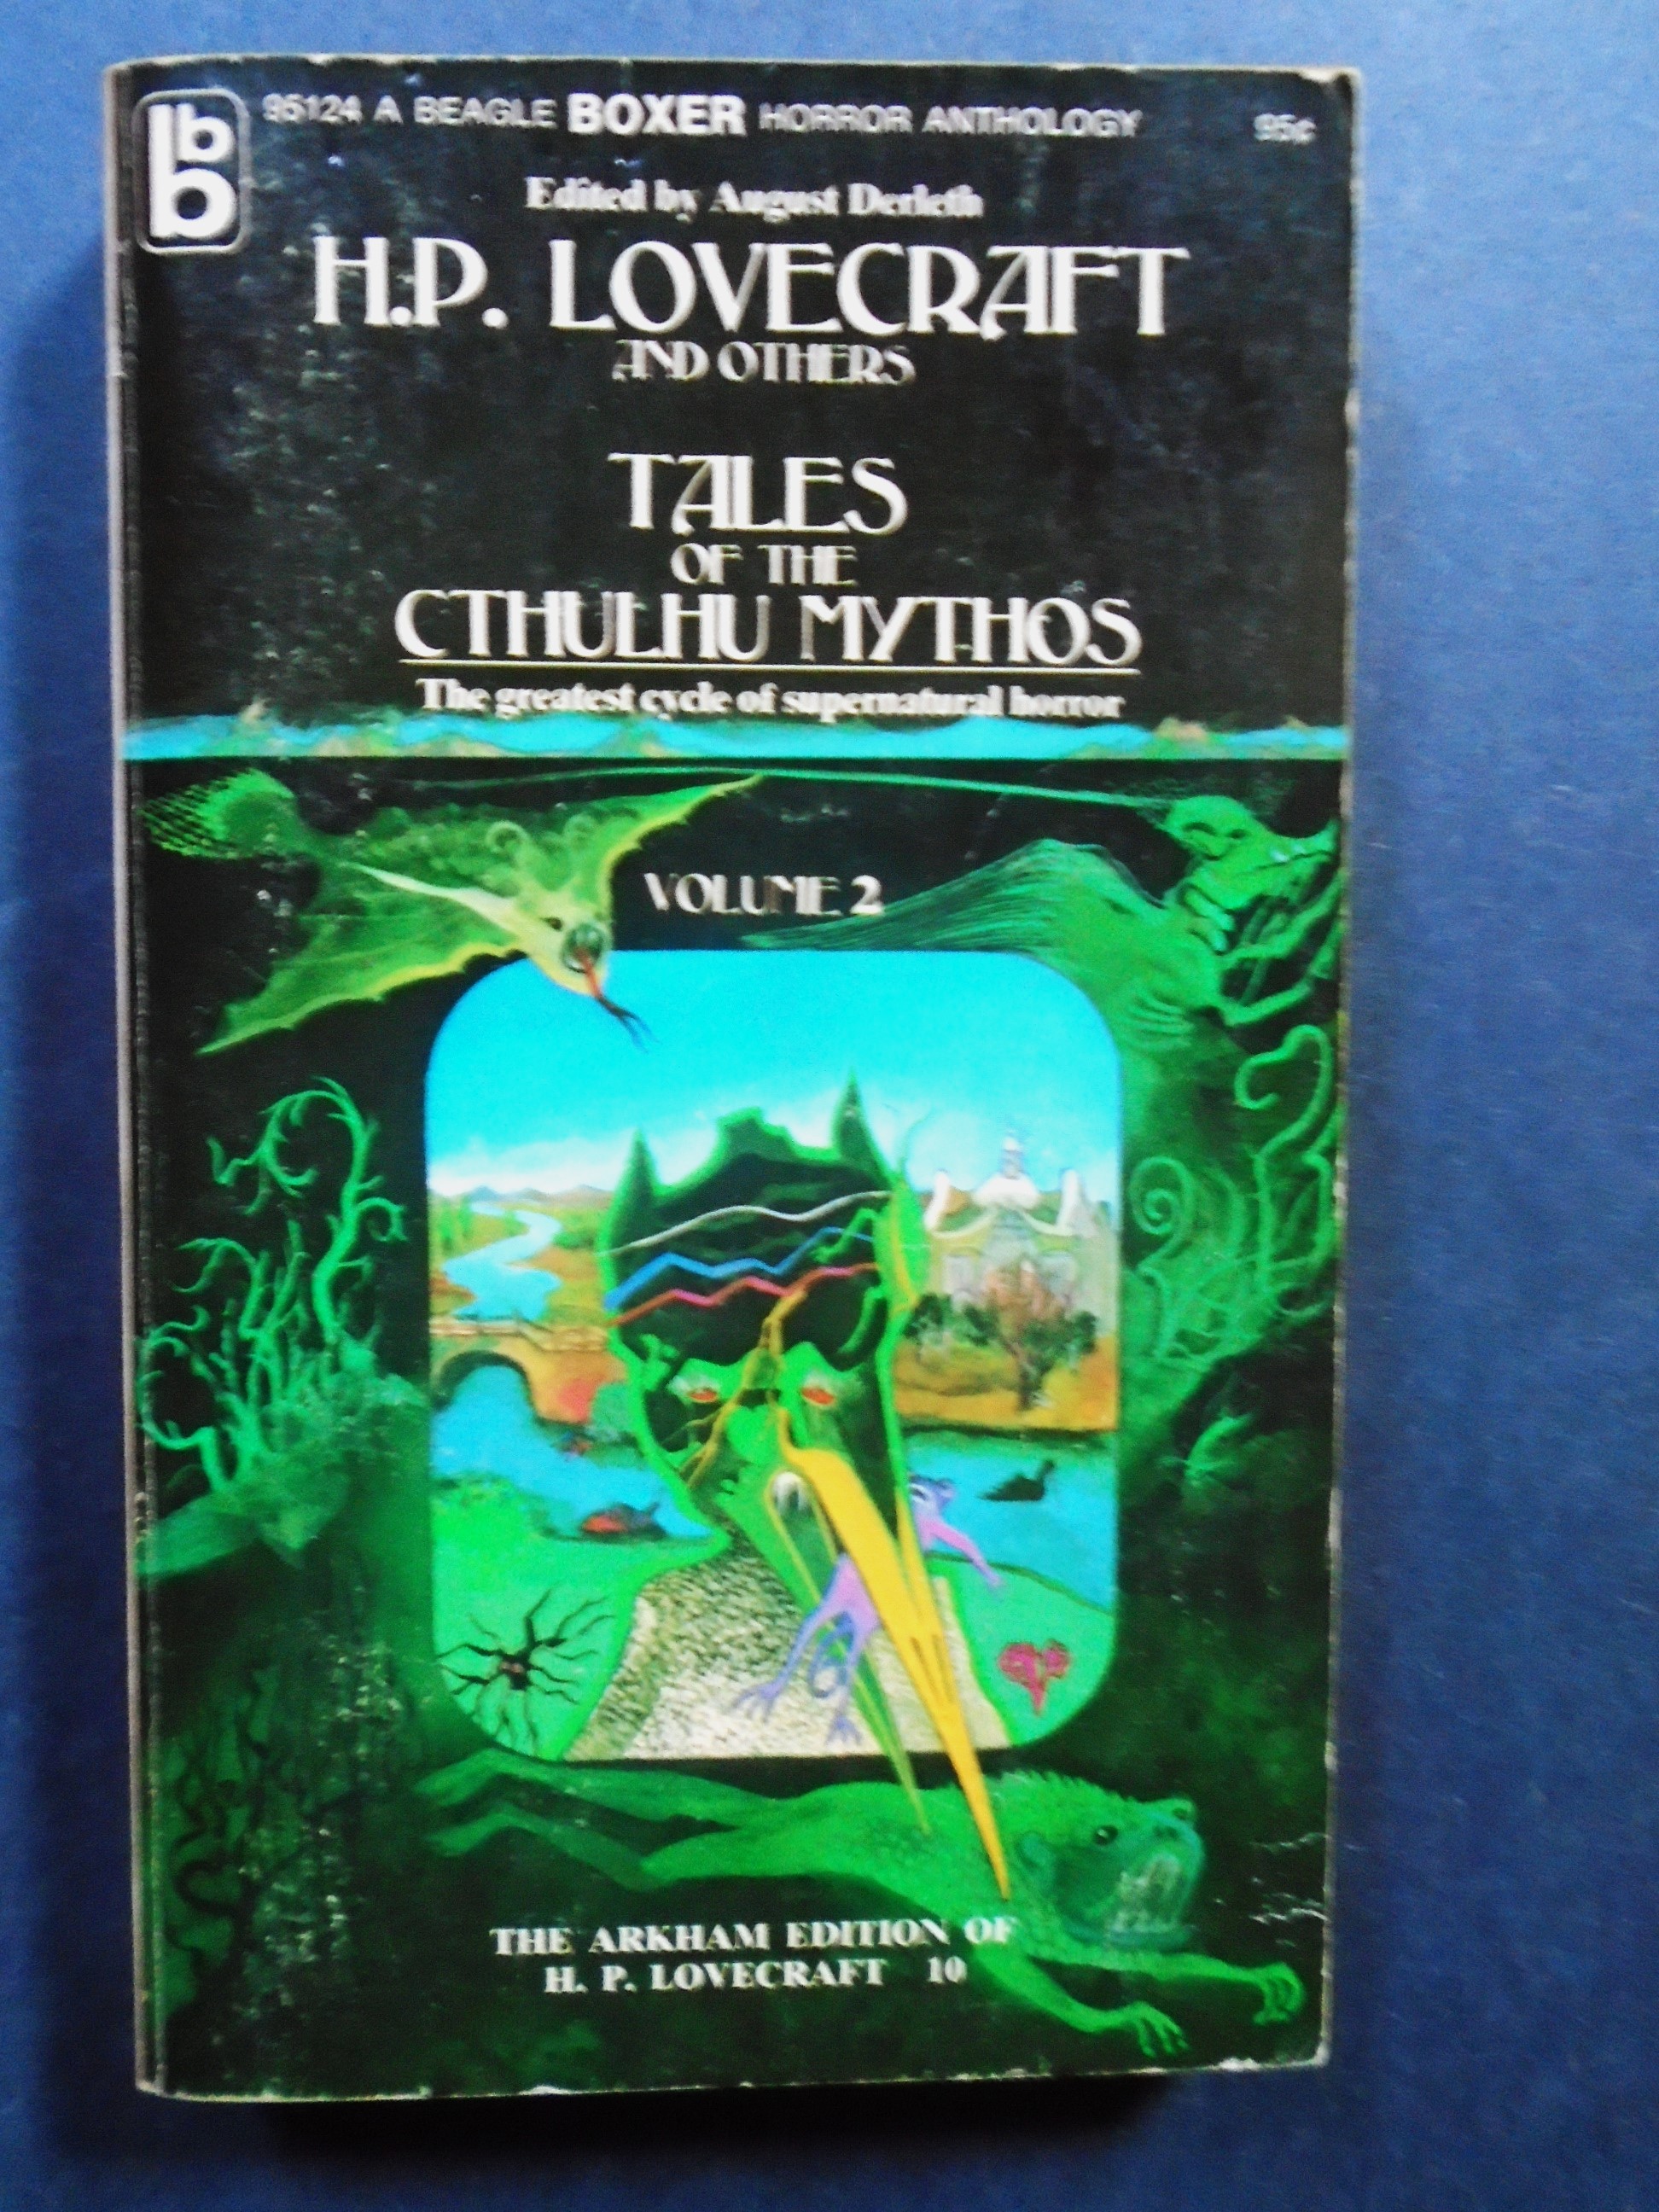 bb
95124 A BEAGLE BOXER HORROR ANTHOLOGY 95¢
Edited by August Derleth
H.P. LOVECRAFT
AND OTHERS
TALES
OF THE
CTHULHU MYTHOS
The greatest cycle of supernatural horror
VOLUME 2
THE ARKHAM EDITION OF
H. P. LOVECRAFT 10